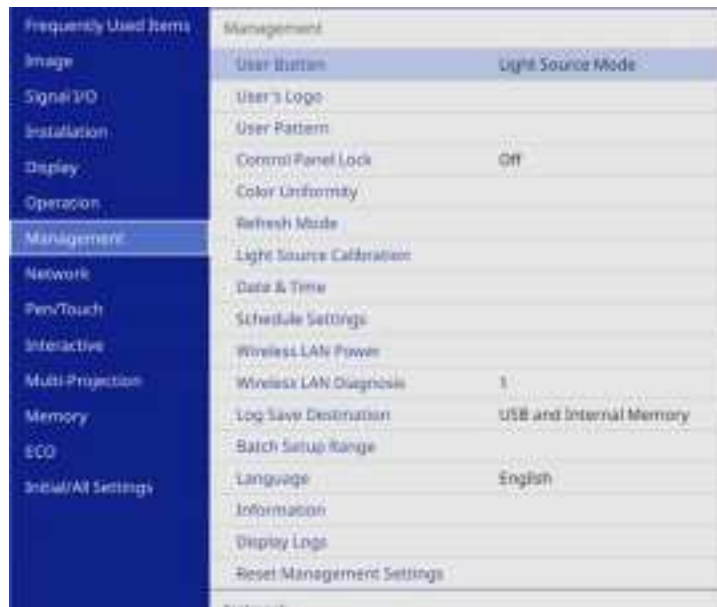 Frequently Used Items
Image
Signal I/O
Installation
Display
Operation
Management
Network
Pen/Touch
Interactive
Multi-Projection
Memory
ECO
Initial/All Settings
Management
User Button Light Source Mode
User's Logo
User Pattern
Control Panel Lock Off
Color Uniformity
Refresh Mode
Light Source Calibration
Date & Time
Schedule Settings
Wireless LAN Power
Wireless LAN Diagnosis 1
Log Save Destination USB and Internal Memory
Batch Setup Range
Language English
Information
Display Logs
Reset Management Settings